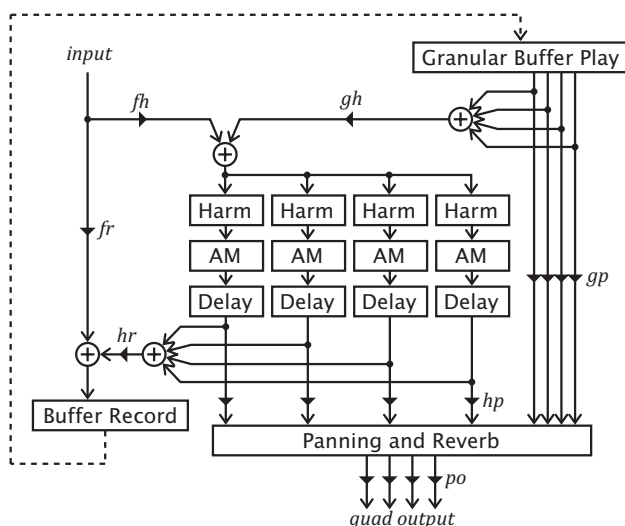 input
Granular Buffer Play
fh
gh
Harm Harm Harm Harm
AM AM AM AM
fr
gp
Delay Delay Delay Delay
hr
hp
Buffer Record
Panning and Reverb
po
quad output